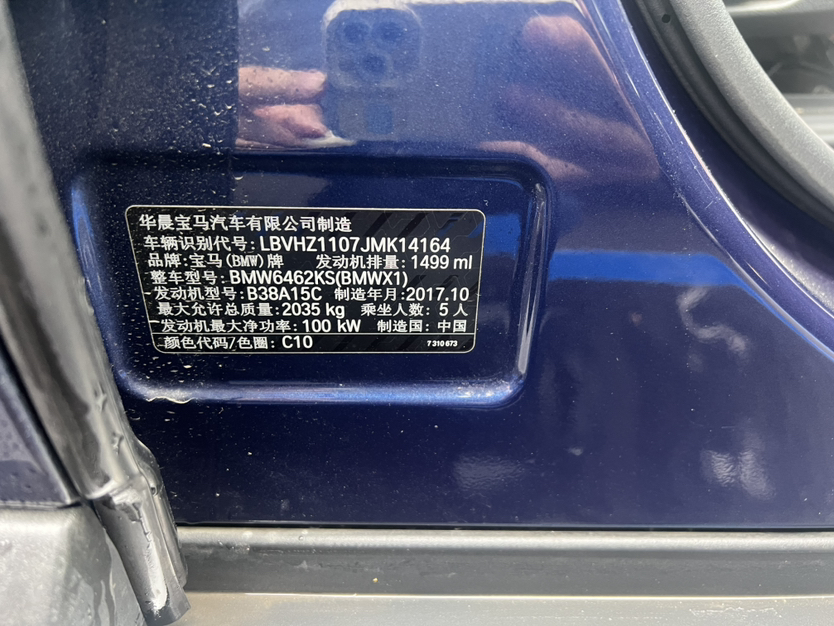 华晨宝马汽车有限公司制造
车辆识别代号: LBVHZ1107JMK14164
品牌: 宝马(BMW)牌 发动机排量: 1499 ml
整车型号: BMW6462KS(BMWX1)
发动机型号: B38A15C 制造年月: 2017.10
最大允许总质量: 2035 kg 乘坐人数: 5 人
发动机最大净功率: 100 kW 制造国: 中国
颜色代码/色圈: C10 7310673